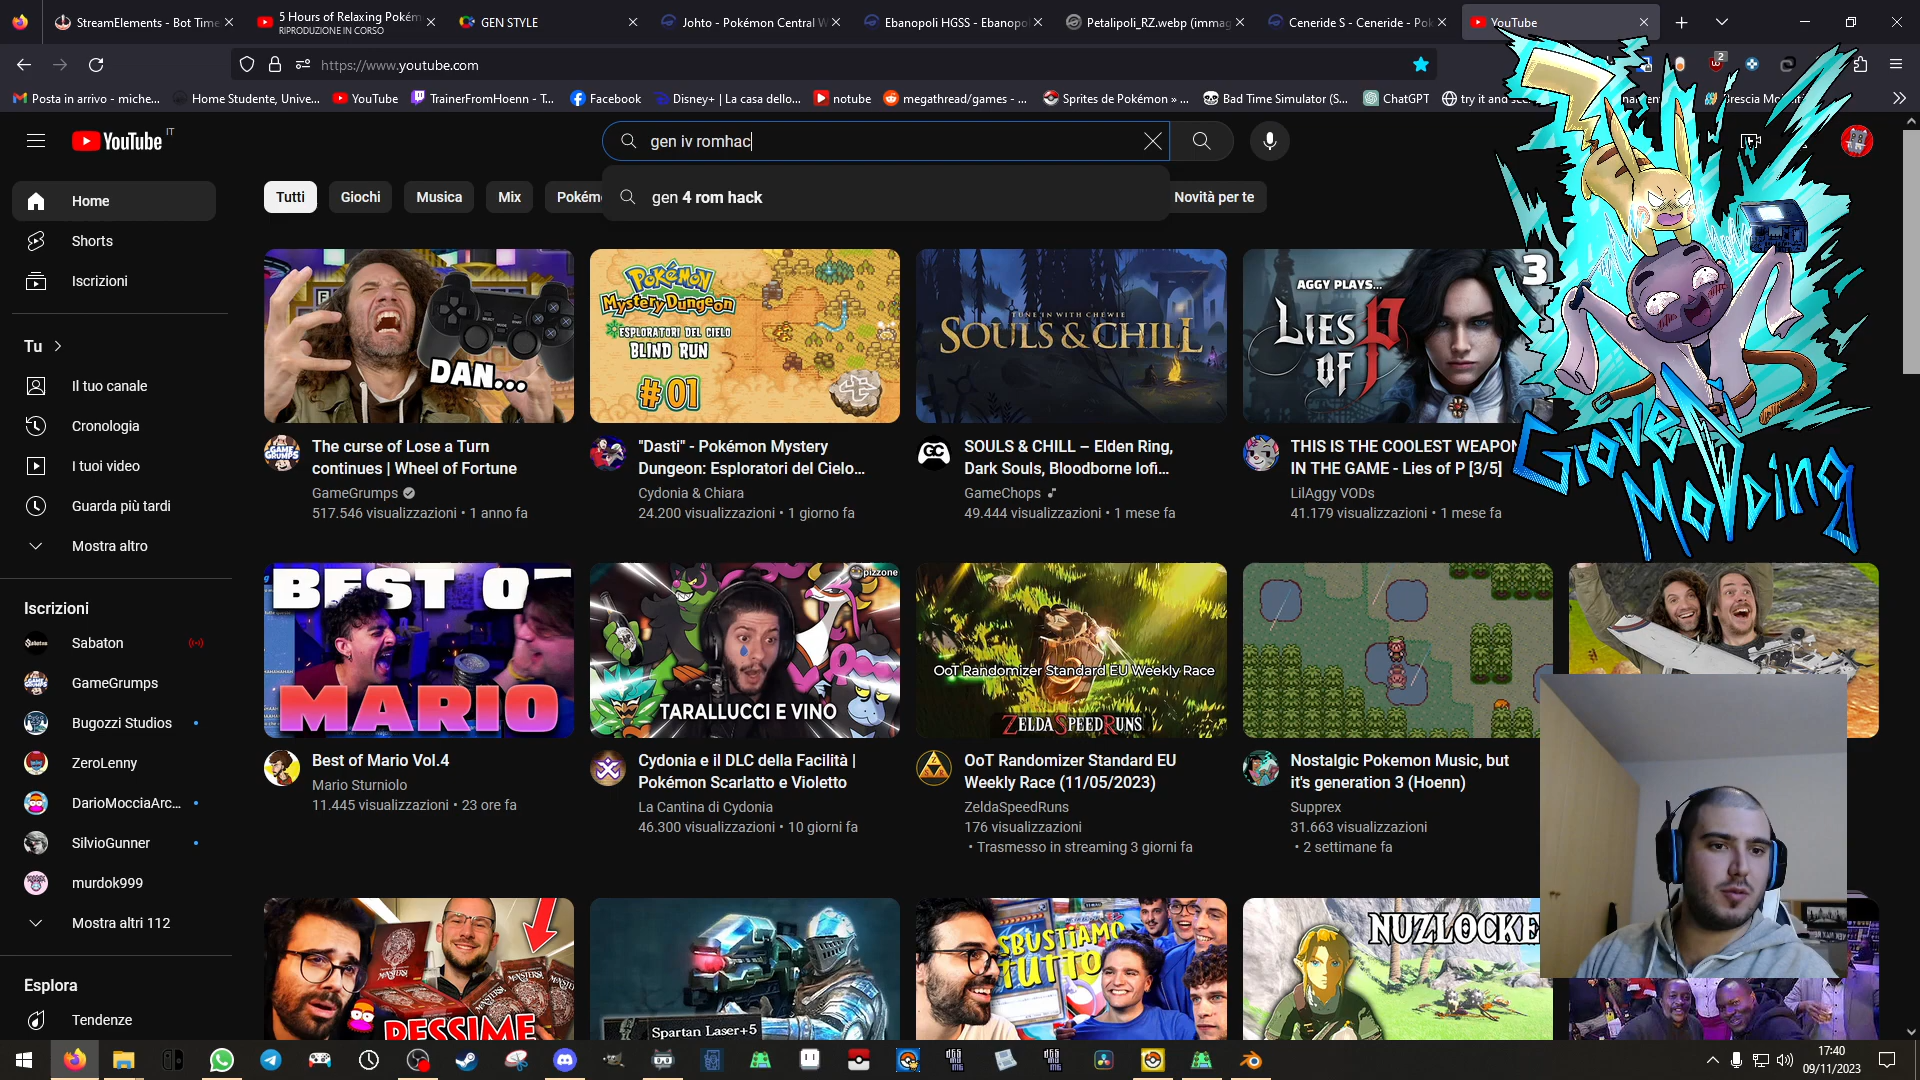 StreamElements - Bot Time
5 Hours of Relaxing Pokém
RIPRODUZIONE IN CORSO
GEN STYLE
Johto - Pokémon Central W
Ebanopoli HGSS - Ebanopo
Petalipoli_RZ.webp (immag
Ceneride S - Ceneride - Pok
YouTube
https://www.youtube.com
Posta in arrivo - miche...
Home Studente, Unive...
YouTube
TrainerFromHoenn - T...
Facebook
Disney+ | La casa dello...
notube
megathread/games - ...
Sprites de Pokémon » ...
Bad Time Simulator (S...
ChatGPT
YouTube IT
gen iv romhac
gen 4 rom hack
Tutti
Giochi
Musica
Mix
Novità per te
Home
Shorts
Iscrizioni
Tu
Il tuo canale
Cronologia
I tuoi video
Guarda più tardi
Mostra altro
Iscrizioni
Sabaton
GameGrumps
Bugozzi Studios
ZeroLenny
DarioMocciaArc...
SilvioGunner
murdok999
Mostra altri 112
Esplora
Tendenze
DAN...
The curse of Lose a Turn
continues | Wheel of Fortune
GameGrumps
517.546 visualizzazioni • 1 anno fa
POKéMON
Mystery Dungeon
ESPLORATORI DEL CIELO
BLIND RUN
#01
"Dasti" - Pokémon Mystery
Dungeon: Esploratori del Cielo...
Cydonia & Chiara
24.200 visualizzazioni • 1 giorno fa
TUNE IN WITH CHEWIE
SOULS & CHILL
SOULS & CHILL – Elden Ring,
Dark Souls, Bloodborne lofi...
GameChops
49.444 visualizzazioni • 1 mese fa
AGGY PLAYS...
LIES OF P
3
THIS IS THE COOLEST WEAPON
IN THE GAME - Lies of P [3/5]
LilAggy VODs
41.179 visualizzazioni • 1 mese fa
GioveNMoDDing
BEST OF
MARIO
Best of Mario Vol.4
Mario Sturniolo
11.445 visualizzazioni • 23 ore fa
pizzone
TARALLUCCI E VINO
Cydonia e il DLC della Facilità |
Pokémon Scarlatto e Violetto
La Cantina di Cydonia
46.300 visualizzazioni • 10 giorni fa
OoT Randomizer Standard EU Weekly Race
ZELDASPEEDRUNS
OoT Randomizer Standard EU
Weekly Race (11/05/2023)
ZeldaSpeedRuns
176 visualizzazioni
• Trasmesso in streaming 3 giorni fa
Nostalgic Pokemon Music, but
it's generation 3 (Hoenn)
Supprex
31.663 visualizzazioni
• 2 settimane fa
PESSIME
Spartan Laser+5
SBUSTIAMO
TUTTO
NUZLOCKE
17:40
09/11/2023